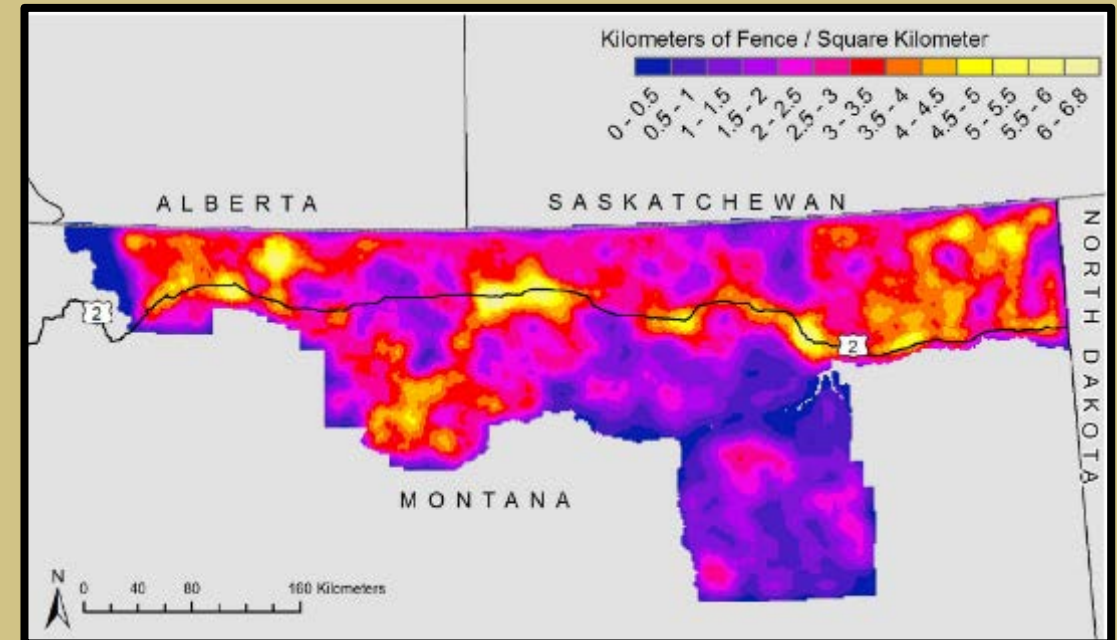 Kilometers of Fence / Square Kilometer
0 - 0.5
0.5 - 1
1 - 1.5
1.5 - 2
2 - 2.5
2.5 - 3
3 - 3.5
3.5 - 4
4 - 4.5
4.5 - 5
5 - 5.5
5.5 - 6
6 - 6.8
ALBERTA
SASKATCHEWAN
NORTH DAKOTA
2
2
MONTANA
N
0 40 80 160 Kilometers